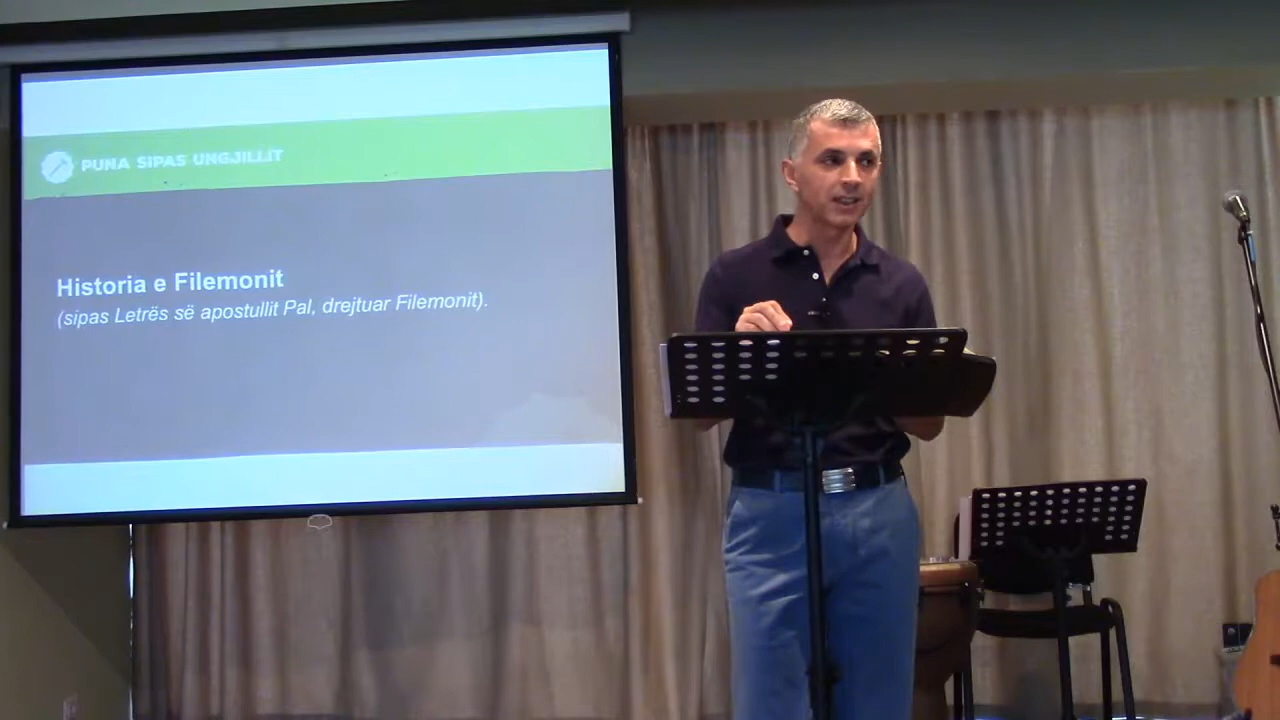 PUNA SIPAS UNGJILLIT
Historia e Filemonit
(sipas Letrës së apostullit Pal, drejtuar Filemonit).